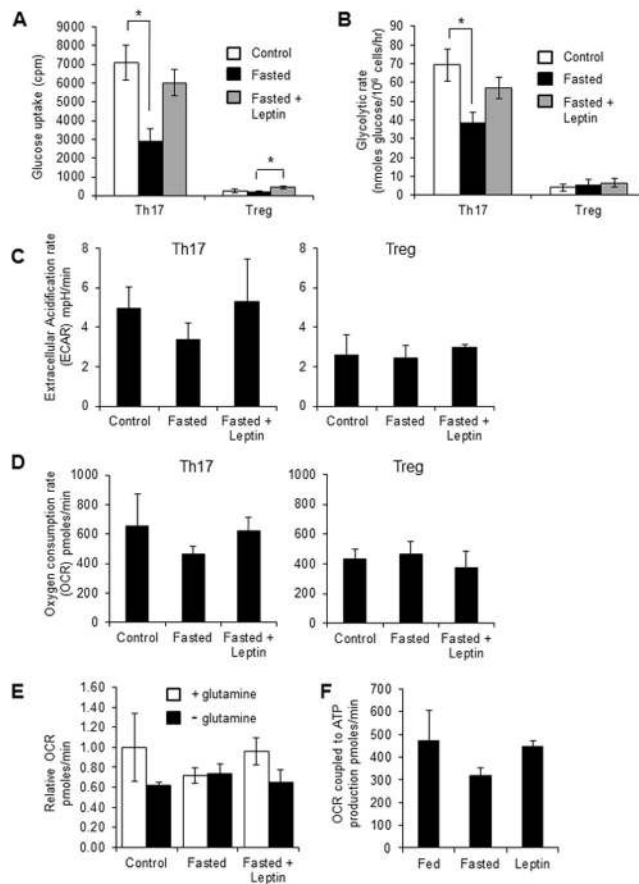 A
Glucose uptake (cpm)
9000
8000
7000
6000
5000
4000
3000
2000
1000
0
*
*
Control
Fasted
Fasted +
Leptin
Th17
Treg
B
Glycolytic rate
(nmoles glucose/10⁶ cells/hr)
90
80
70
60
50
40
30
20
10
0
*
Control
Fasted
Fasted +
Leptin
Th17
Treg
C
Extracellular Acidification rate
(ECAR) mpH/min
Th17
8
6
4
2
0
Control
Fasted
Fasted +
Leptin
Treg
8
6
4
2
0
Control
Fasted
Fasted +
Leptin
D
Oxygen consumption rate
(OCR) pmoles/min
Th17
1000
800
600
400
200
0
Control
Fasted
Fasted +
Leptin
Treg
1000
800
600
400
200
0
Control
Fasted
Fasted +
Leptin
E
Relative OCR
pmoles/min
1.60
1.40
1.20
1.00
0.80
0.60
0.40
0.20
0.00
+ glutamine
- glutamine
Control
Fasted
Fasted +
Leptin
F
OCR coupled to ATP
production pmoles/min
700
600
500
400
300
200
100
0
Fed
Fasted
Leptin